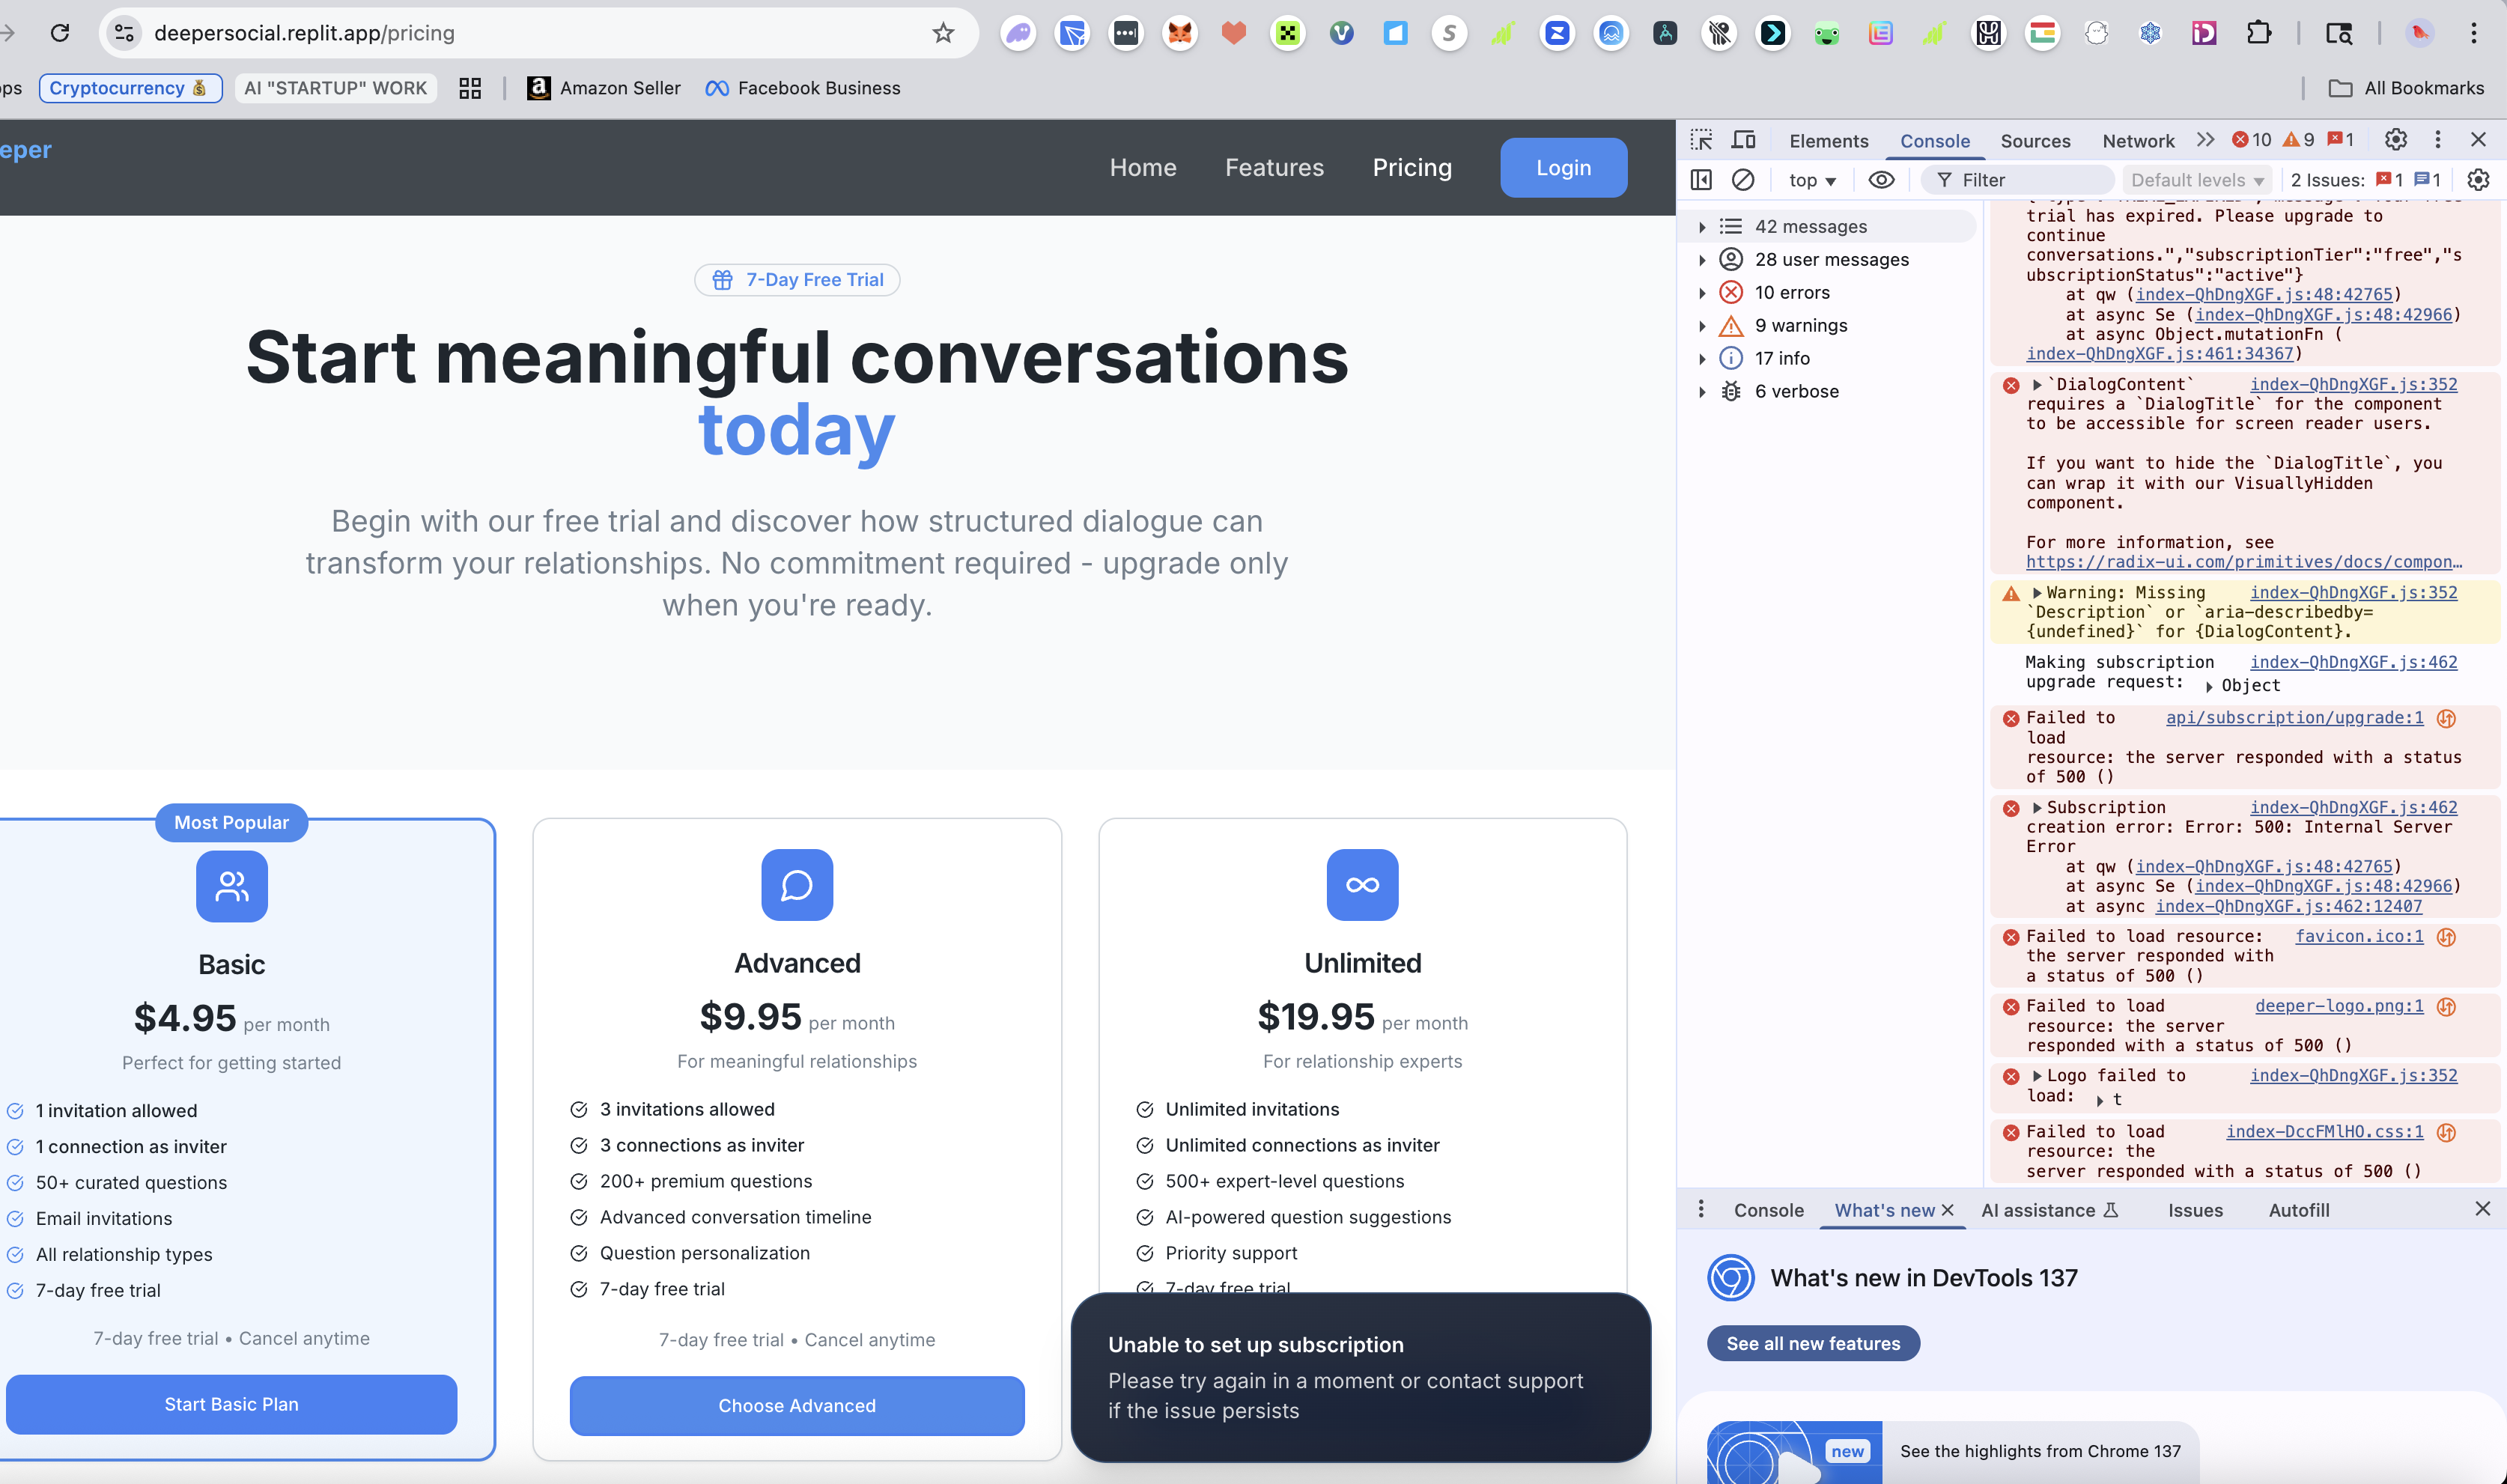 deepersocial.replit.app/pricing
ps
Cryptocurrency 💰
AI "STARTUP" WORK
Amazon Seller
Facebook Business
All Bookmarks
eper
Home
Features
Pricing
Login
7-Day Free Trial
Start meaningful conversations
today
Begin with our free trial and discover how structured dialogue can
transform your relationships. No commitment required - upgrade only
when you're ready.
Most Popular
Basic
$4.95 per month
Perfect for getting started
1 invitation allowed
1 connection as inviter
50+ curated questions
Email invitations
All relationship types
7-day free trial
7-day free trial • Cancel anytime
Start Basic Plan
Advanced
$9.95 per month
For meaningful relationships
3 invitations allowed
3 connections as inviter
200+ premium questions
Advanced conversation timeline
Question personalization
7-day free trial
7-day free trial • Cancel anytime
Choose Advanced
Unlimited
$19.95 per month
For relationship experts
Unlimited invitations
Unlimited connections as inviter
500+ expert-level questions
AI-powered question suggestions
Priority support
7-day free trial
Unable to set up subscription
Please try again in a moment or contact support
if the issue persists
Elements
Console
Sources
Network
10
9
1
top
Filter
Default levels
2 Issues:
1
1
42 messages
28 user messages
10 errors
9 warnings
17 info
6 verbose
trial has expired. Please upgrade to
continue
conversations.","subscriptionTier":"free","s
ubscriptionStatus":"active"}
at qw (index-QhDngXGF.js:48:42765)
at async Se (index-QhDngXGF.js:48:42966)
at async Object.mutationFn (
index-QhDngXGF.js:461:34367)
`DialogContent` index-QhDngXGF.js:352
requires a `DialogTitle` for the component
to be accessible for screen reader users.
If you want to hide the `DialogTitle`, you
can wrap it with our VisuallyHidden
component.
For more information, see
https://radix-ui.com/primitives/docs/compon…
Warning: Missing index-QhDngXGF.js:352
`Description` or `aria-describedby=
{undefined}` for {DialogContent}.
Making subscription index-QhDngXGF.js:462
upgrade request: Object
Failed to api/subscription/upgrade:1
load
resource: the server responded with a status
of 500 ()
Subscription index-QhDngXGF.js:462
creation error: Error: 500: Internal Server
Error
at qw (index-QhDngXGF.js:48:42765)
at async Se (index-QhDngXGF.js:48:42966)
at async index-QhDngXGF.js:462:12407
Failed to load resource: favicon.ico:1
the server responded with
a status of 500 ()
Failed to load deeper-logo.png:1
resource: the server
responded with a status of 500 ()
Logo failed to index-QhDngXGF.js:352
load: t
Failed to load index-DccFMlHO.css:1
resource: the
server responded with a status of 500 ()
Console
What's new
AI assistance
Issues
Autofill
What's new in DevTools 137
See all new features
new
See the highlights from Chrome 137